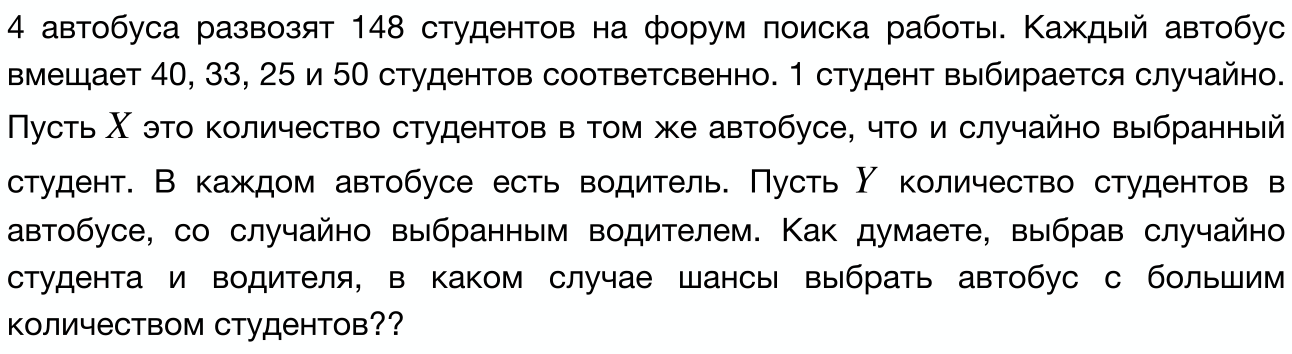 4 автобуса развозят 148 студентов на форум поиска работы. Каждый автобус
вмещает 40, 33, 25 и 50 студентов соответсвенно. 1 студент выбирается случайно.
Пусть X это количество студентов в том же автобусе, что и случайно выбранный
студент. В каждом автобусе есть водитель. Пусть Y количество студентов в
автобусе, со случайно выбранным водителем. Как думаете, выбрав случайно
студента и водителя, в каком случае шансы выбрать автобус с большим
количеством студентов??